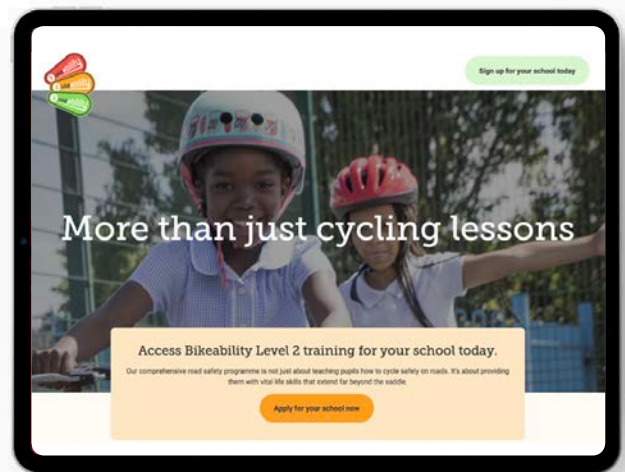 Sign up for your school today
More than just cycling lessons
Access Bikeability Level 2 training for your school today.
Our comprehensive road safety programme is not just about teaching pupils how to cycle safely on roads. It's about providing
them with vital life skills that extend far beyond the saddle.
Apply for your school now